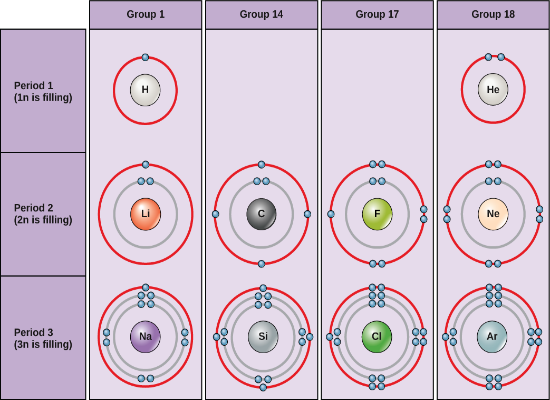 Group 1 Group 14 Group 17 Group 18
Period 1
(1n is filling)
H He
Period 2
(2n is filling)
Li C F Ne
Period 3
(3n is filling)
Na Si Cl Ar